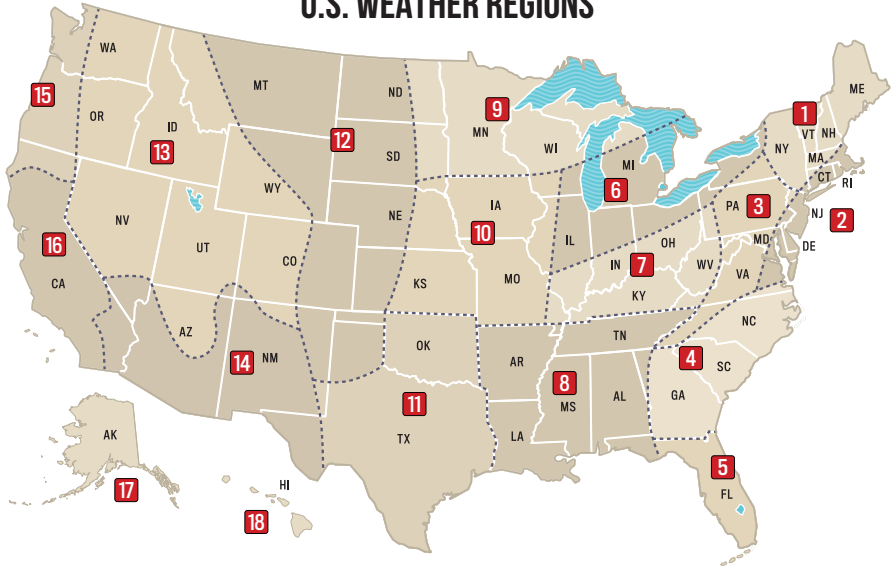 U.S. WEATHER REGIONS
WA
MT
ND
ME
15
OR
ID
13
12
SD
9
MN
WI
MI
6
1
VT
NH
NY
MA
CT
RI
WY
NE
IA
10
PA
3
NJ
2
MD
DE
NV
UT
CO
KS
MO
IL
IN
7
OH
WV
VA
KY
16
CA
AZ
14
NM
OK
AR
TN
NC
4
SC
GA
8
MS
AL
11
TX
LA
5
FL
AK
17
HI
18